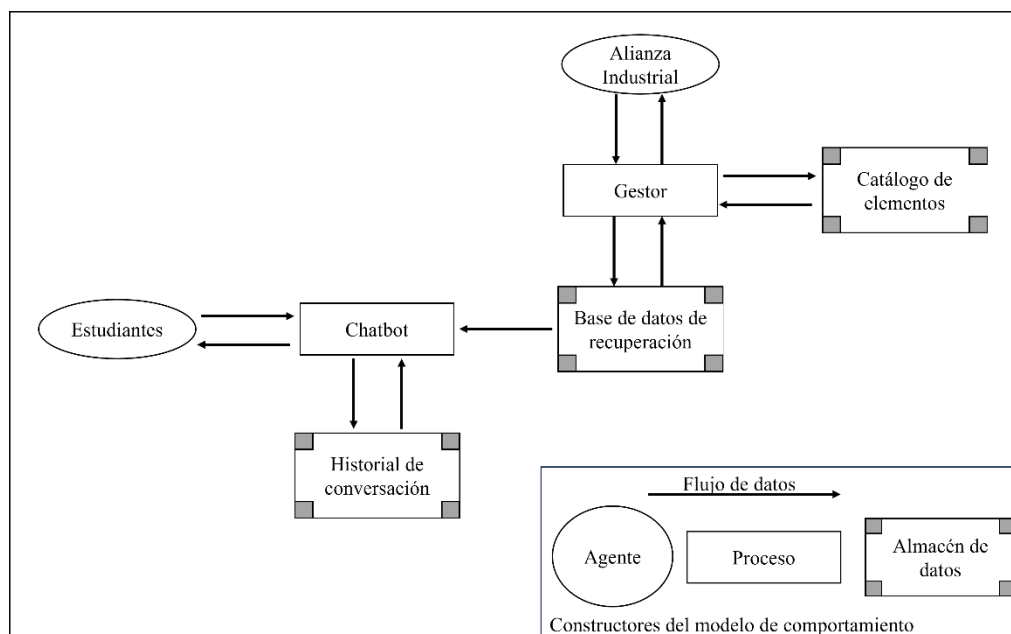 Alianza
Industrial
Gestor
Catálogo de
elementos
Estudiantes
Chatbot
Base de datos de
recuperación
Historial de
conversación
Flujo de datos
Agente
Proceso
Almacén de
datos
Constructores del modelo de comportamiento